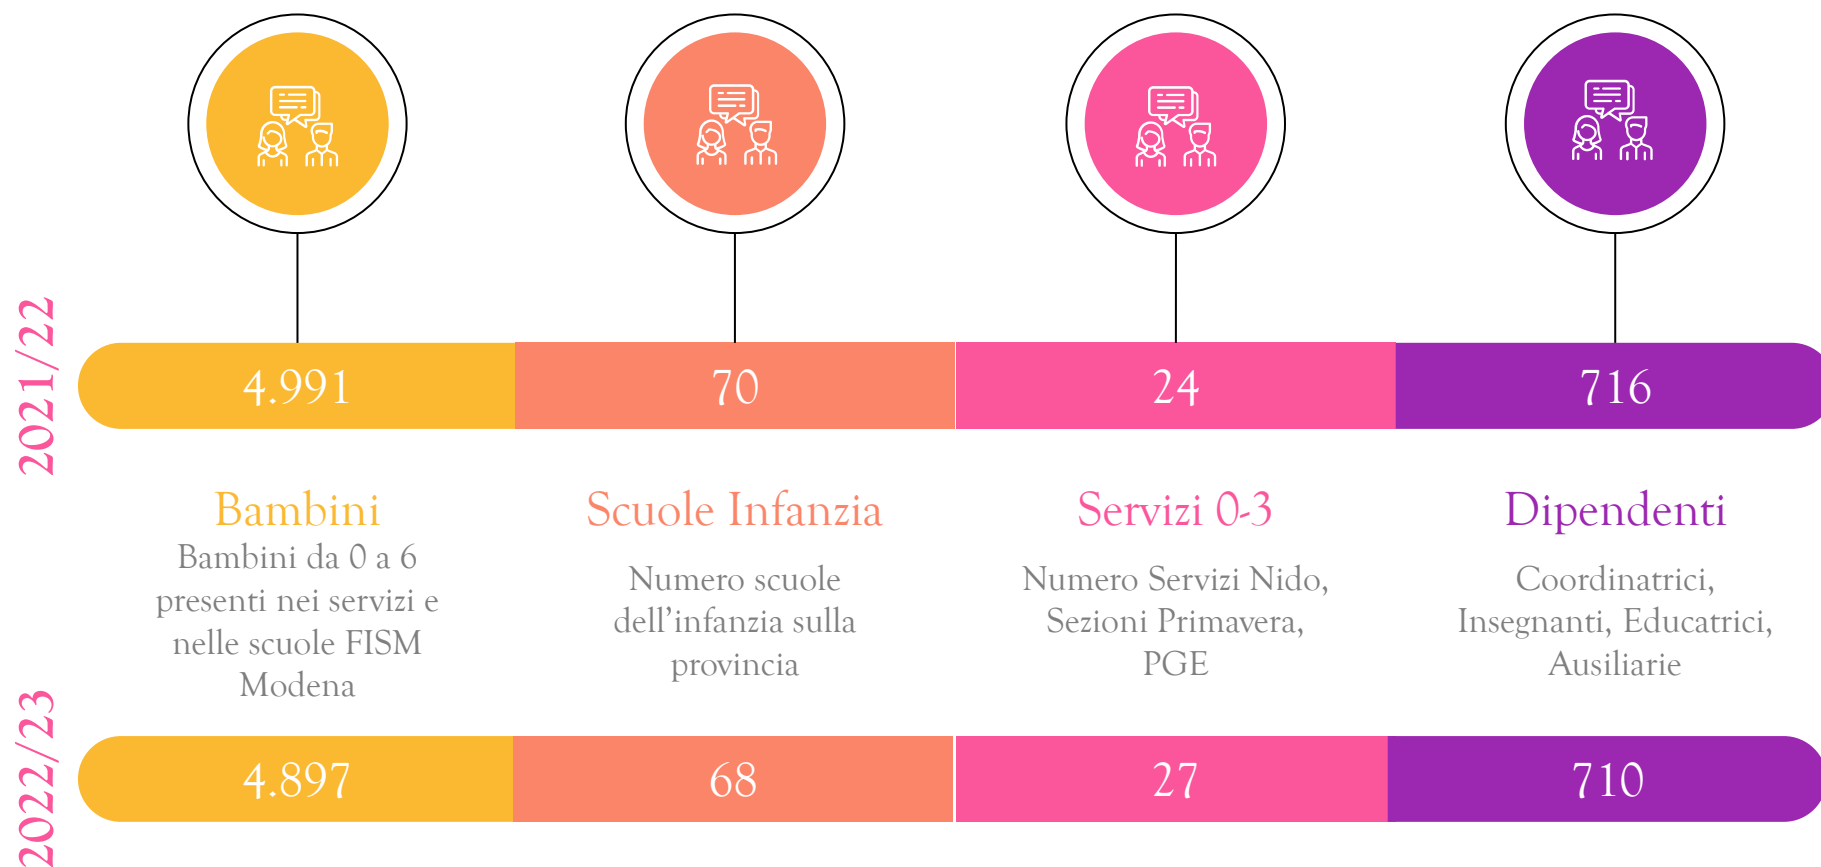 2021/22
4.991
70
24
716
Bambini
Bambini da 0 a 6
presenti nei servizi e
nelle scuole FISM
Modena
Scuole Infanzia
Numero scuole
dell'infanzia sulla
provincia
Servizi 0-3
Numero Servizi Nido,
Sezioni Primavera,
PGE
Dipendenti
Coordinatrici,
Insegnanti, Educatrici,
Ausiliarie
2022/23
4.897
68
27
710